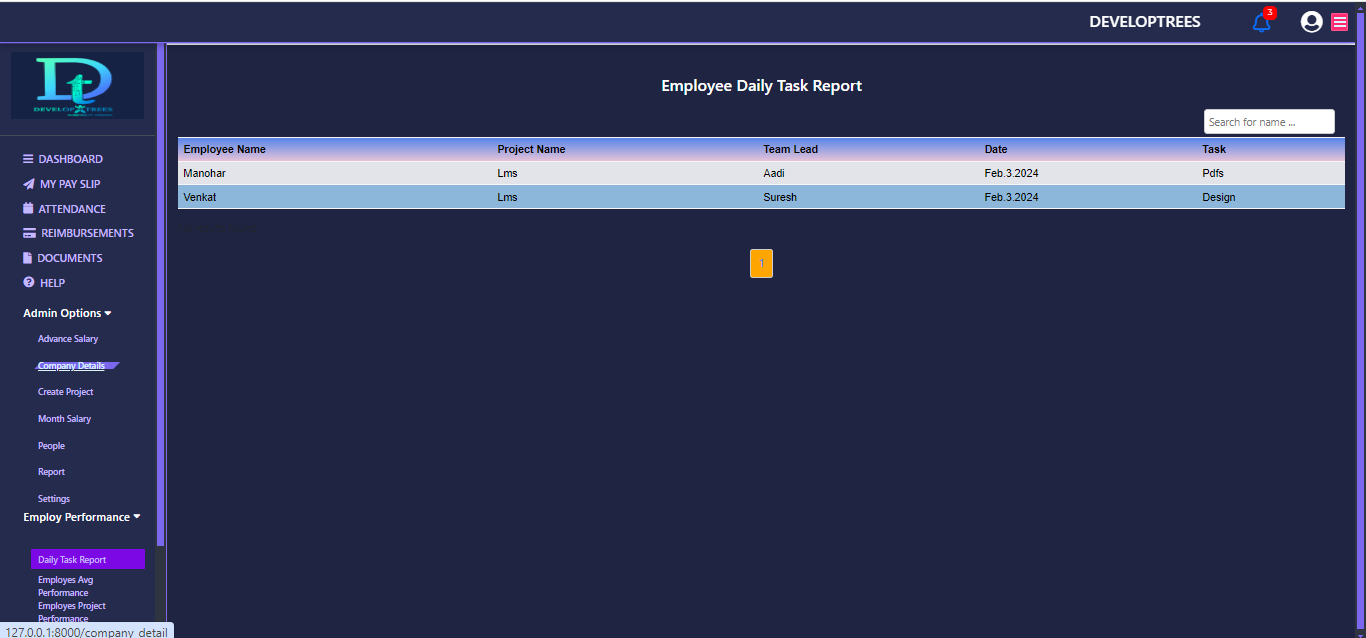 DEVELOPTREES
3
Dt
DEVELOP TREES
DASHBOARD
MY PAY SLIP
ATTENDANCE
REIMBURSEMENTS
DOCUMENTS
HELP
Admin Options
Advance Salary
Company Details
Create Project
Month Salary
People
Report
Settings
Employ Performance
Daily Task Report
Employes Avg
Performance
Employes Project
Performance
127.0.0.1:8000/company_detail
Employee Daily Task Report
Search for name ...
Employee Name Project Name Team Lead Date Task
Manohar Lms Aadi Feb.3.2024 Pdfs
Venkat Lms Suresh Feb.3.2024 Design
1